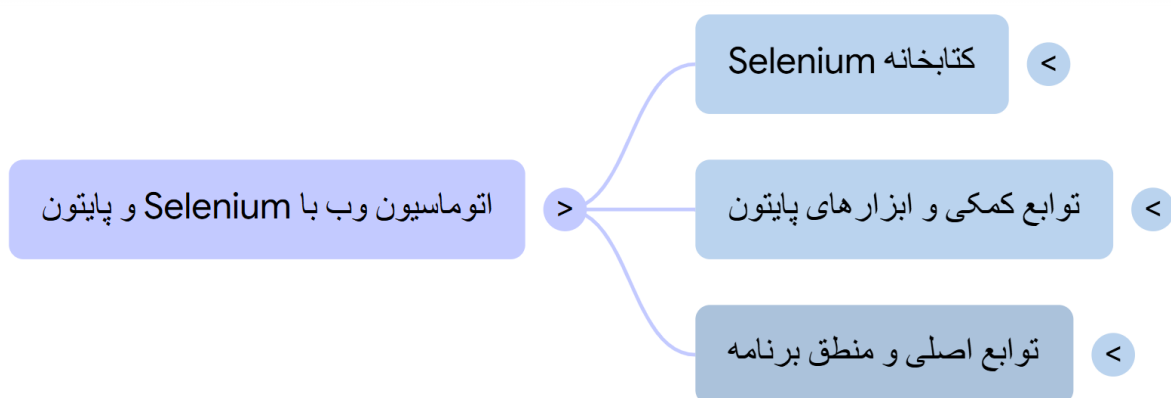 کتابخانه Selenium
>
توابع کمکی و ابزارهای پایتون
>
اتوماسیون وب با Selenium و پایتون
<
توابع اصلی و منطق برنامه
>